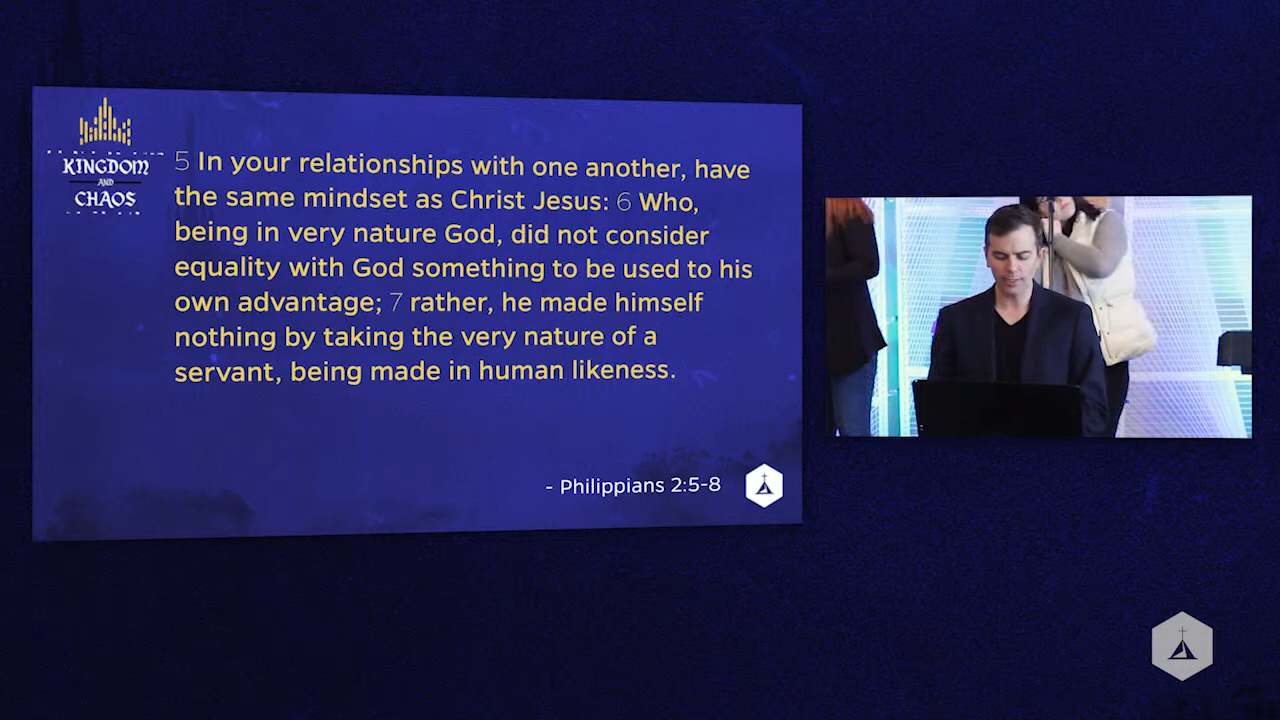 KINGDOM
AND
CHAOS
5 In your relationships with one another, have
the same mindset as Christ Jesus: 6 Who,
being in very nature God, did not consider
equality with God something to be used to his
own advantage; 7 rather, he made himself
nothing by taking the very nature of a
servant, being made in human likeness.
- Philippians 2:5-8